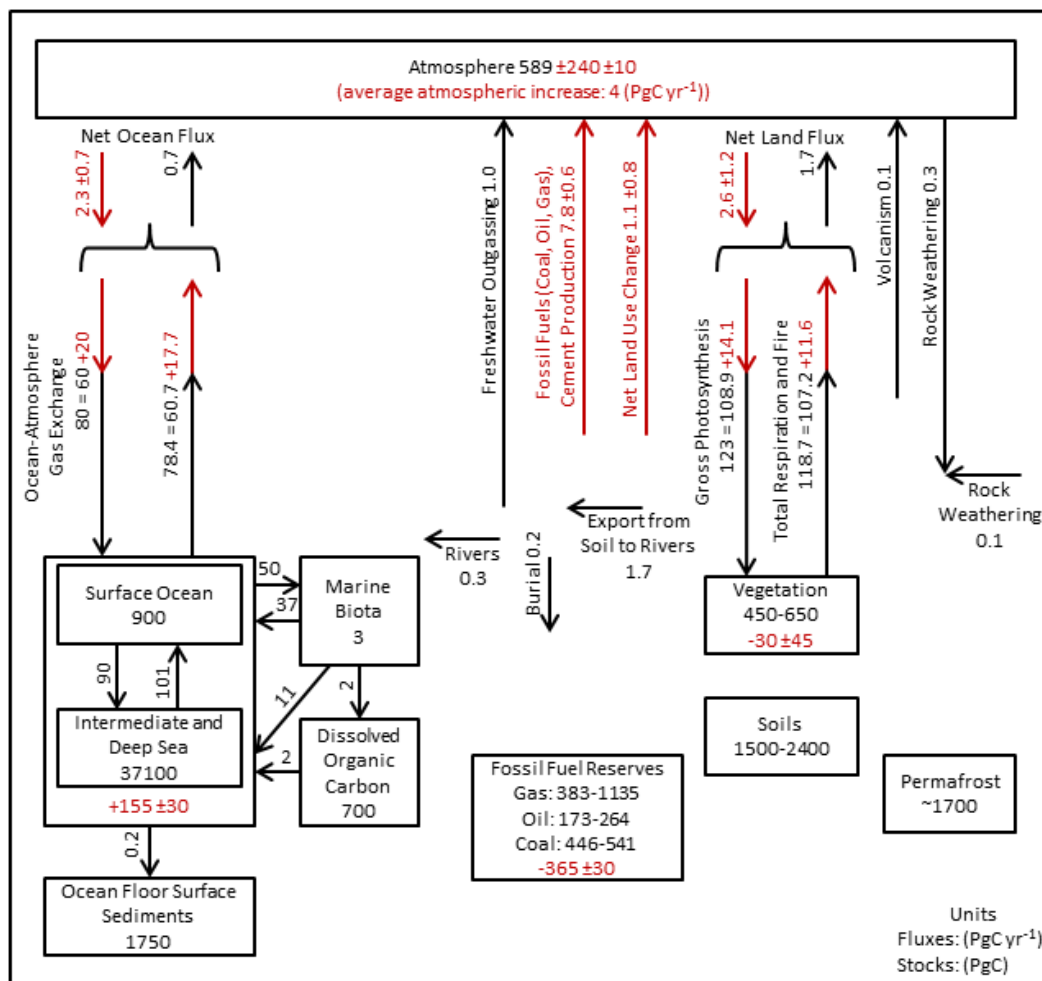 Atmosphere 589 ±240 ±10
(average atmospheric increase: 4 (PgC yr⁻¹))
Net Ocean Flux
2.3 ±0.7
0.7
Ocean-Atmosphere
Gas Exchange
80 = 60 +20
78.4 = 60.7 +17.7
Freshwater Outgassing 1.0
Fossil Fuels (Coal, Oil, Gas),
Cement Production 7.8 ±0.6
Net Land Use Change 1.1 ±0.8
Net Land Flux
2.6 ±1.2
1.7
Gross Photosynthesis
123 = 108.9 +14.1
Total Respiration and Fire
118.7 = 107.2 +11.6
Volcanism 0.1
Rock Weathering 0.3
Rock
Weathering
0.1
Export from
Soil to Rivers
1.7
Rivers
0.3
Burial 0.2
Surface Ocean
900
90
101
Intermediate and
Deep Sea
37100
+155 ±30
50
37
Marine
Biota
3
11
2
2
Dissolved
Organic
Carbon
700
0.2
Ocean Floor Surface
Sediments
1750
Fossil Fuel Reserves
Gas: 383-1135
Oil: 173-264
Coal: 446-541
-365 ±30
Vegetation
450-650
-30 ±45
Soils
1500-2400
Permafrost
~1700
Units
Fluxes: (PgC yr⁻¹)
Stocks: (PgC)